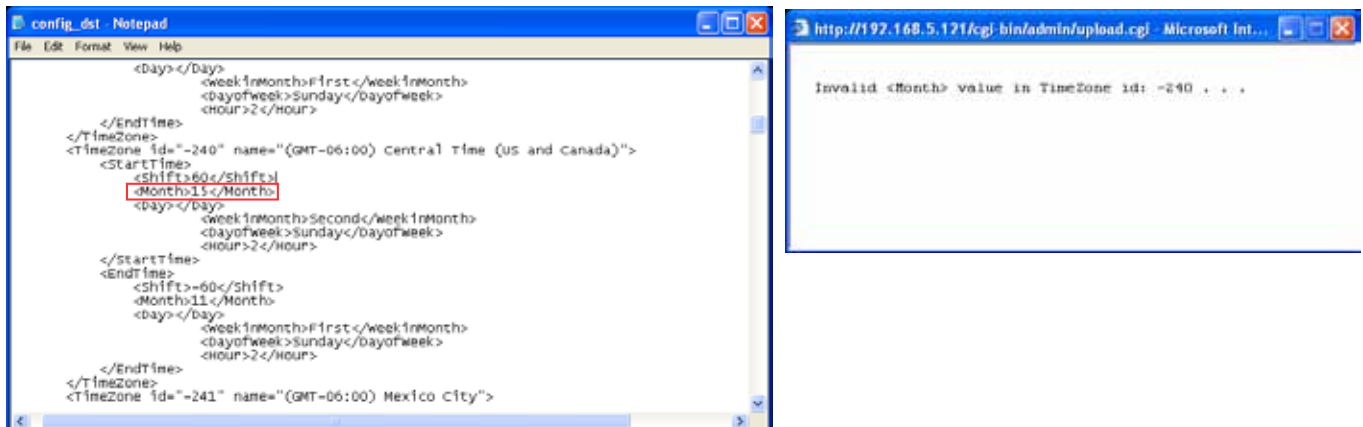 config_dst - Notepad
File Edit Format View Help
<Day></Day>
<WeekInMonth>First</WeekInMonth>
<DayofWeek>Sunday</DayofWeek>
<Hour>2</Hour>
</EndTime>
</TimeZone>
<TimeZone id="-240" name="(GMT-06:00) Central Time (US and Canada)">
<StartTime>
<Shift>60</Shift>
<Month>15</Month>
<Day></Day>
<WeekInMonth>Second</WeekInMonth>
<DayofWeek>Sunday</DayofWeek>
<Hour>2</Hour>
</StartTime>
<EndTime>
<Shift>-60</Shift>
<Month>11</Month>
<Day></Day>
<WeekInMonth>First</WeekInMonth>
<DayofWeek>Sunday</DayofWeek>
<Hour>2</Hour>
</EndTime>
</TimeZone>
<TimeZone id="-241" name="(GMT-06:00) Mexico City">
http://192.168.5.121/cgi-bin/admin/upload.cgi - Microsoft Int...
Invalid <Month> value in TimeZone id: -240 . . .